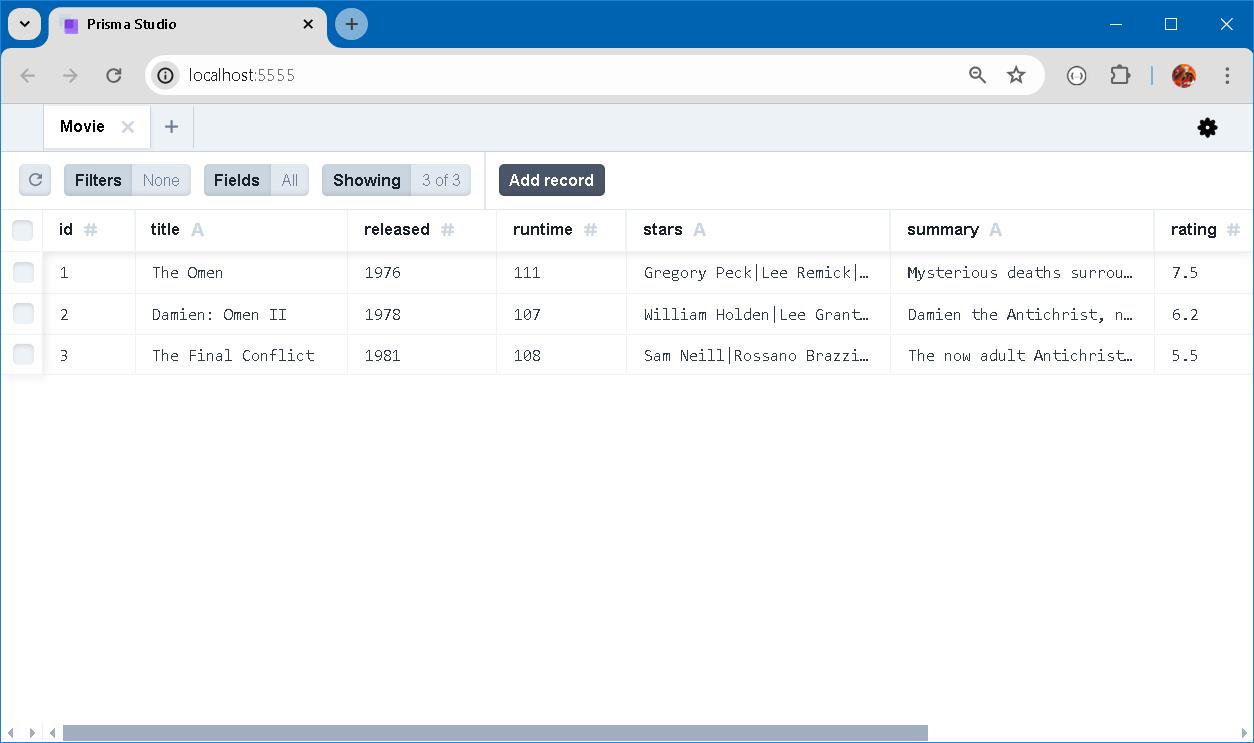 Prisma Studio
localhost:5555
Movie
Filters None Fields All Showing 3 of 3 Add record
id # title A released # runtime # stars A summary A rating #
1 The Omen 1976 111 Gregory Peck|Lee Remick|… Mysterious deaths surrou… 7.5
2 Damien: Omen II 1978 107 William Holden|Lee Grant… Damien the Antichrist, n… 6.2
3 The Final Conflict 1981 108 Sam Neill|Rossano Brazzi… The now adult Antichrist… 5.5